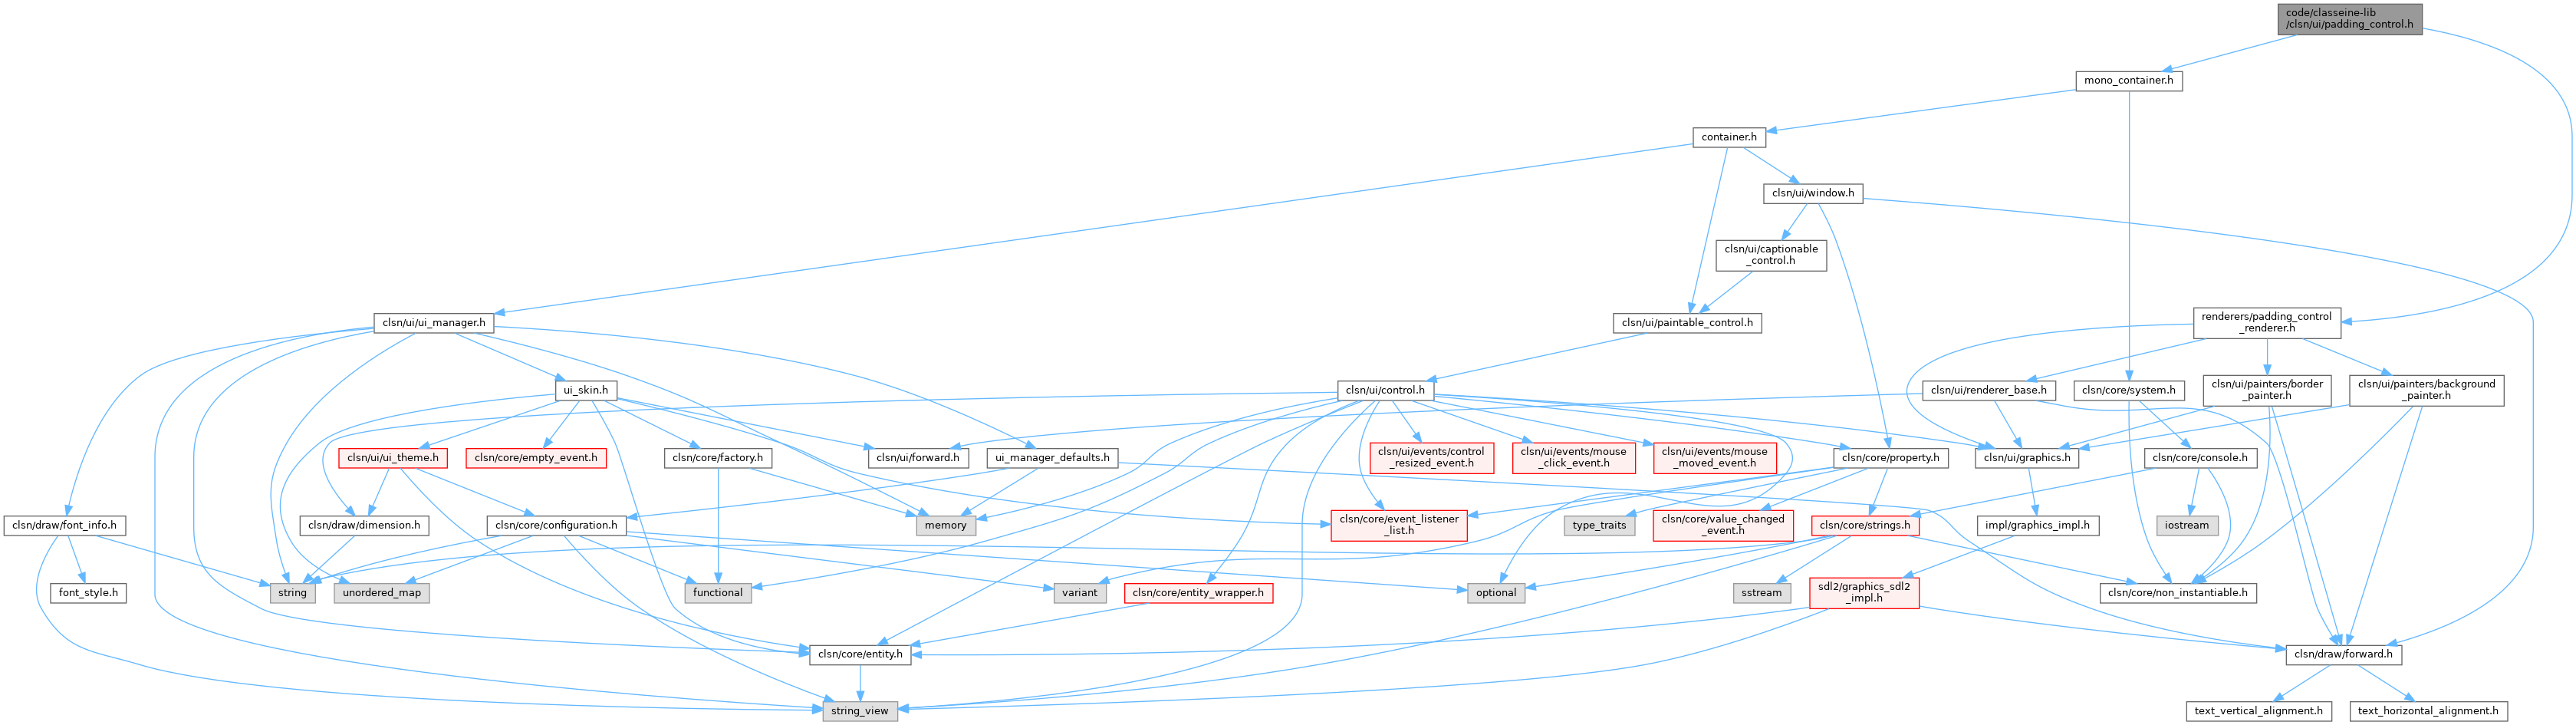 code/classeine-lib
/clsn/ui/padding_control.h
mono_container.h
container.h
clsn/ui/window.h
clsn/ui/captionable
_control.h
clsn/ui/ui_manager.h
clsn/ui/paintable_control.h
renderers/padding_control
_renderer.h
ui_skin.h
clsn/ui/control.h
clsn/ui/renderer_base.h
clsn/core/system.h
clsn/ui/painters/border
_painter.h
clsn/ui/painters/background
_painter.h
clsn/ui/ui_theme.h
clsn/core/empty_event.h
clsn/core/factory.h
clsn/ui/forward.h
ui_manager_defaults.h
clsn/ui/events/control
_resized_event.h
clsn/ui/events/mouse
_click_event.h
clsn/ui/events/mouse
_moved_event.h
clsn/core/property.h
clsn/ui/graphics.h
clsn/core/console.h
clsn/draw/font_info.h
clsn/draw/dimension.h
clsn/core/configuration.h
memory
clsn/core/event_listener
_list.h
type_traits
clsn/core/value_changed
_event.h
clsn/core/strings.h
impl/graphics_impl.h
iostream
font_style.h
string
unordered_map
functional
variant
clsn/core/entity_wrapper.h
optional
sstream
sdl2/graphics_sdl2
_impl.h
clsn/core/non_instantiable.h
clsn/core/entity.h
clsn/draw/forward.h
string_view
text_vertical_alignment.h
text_horizontal_alignment.h